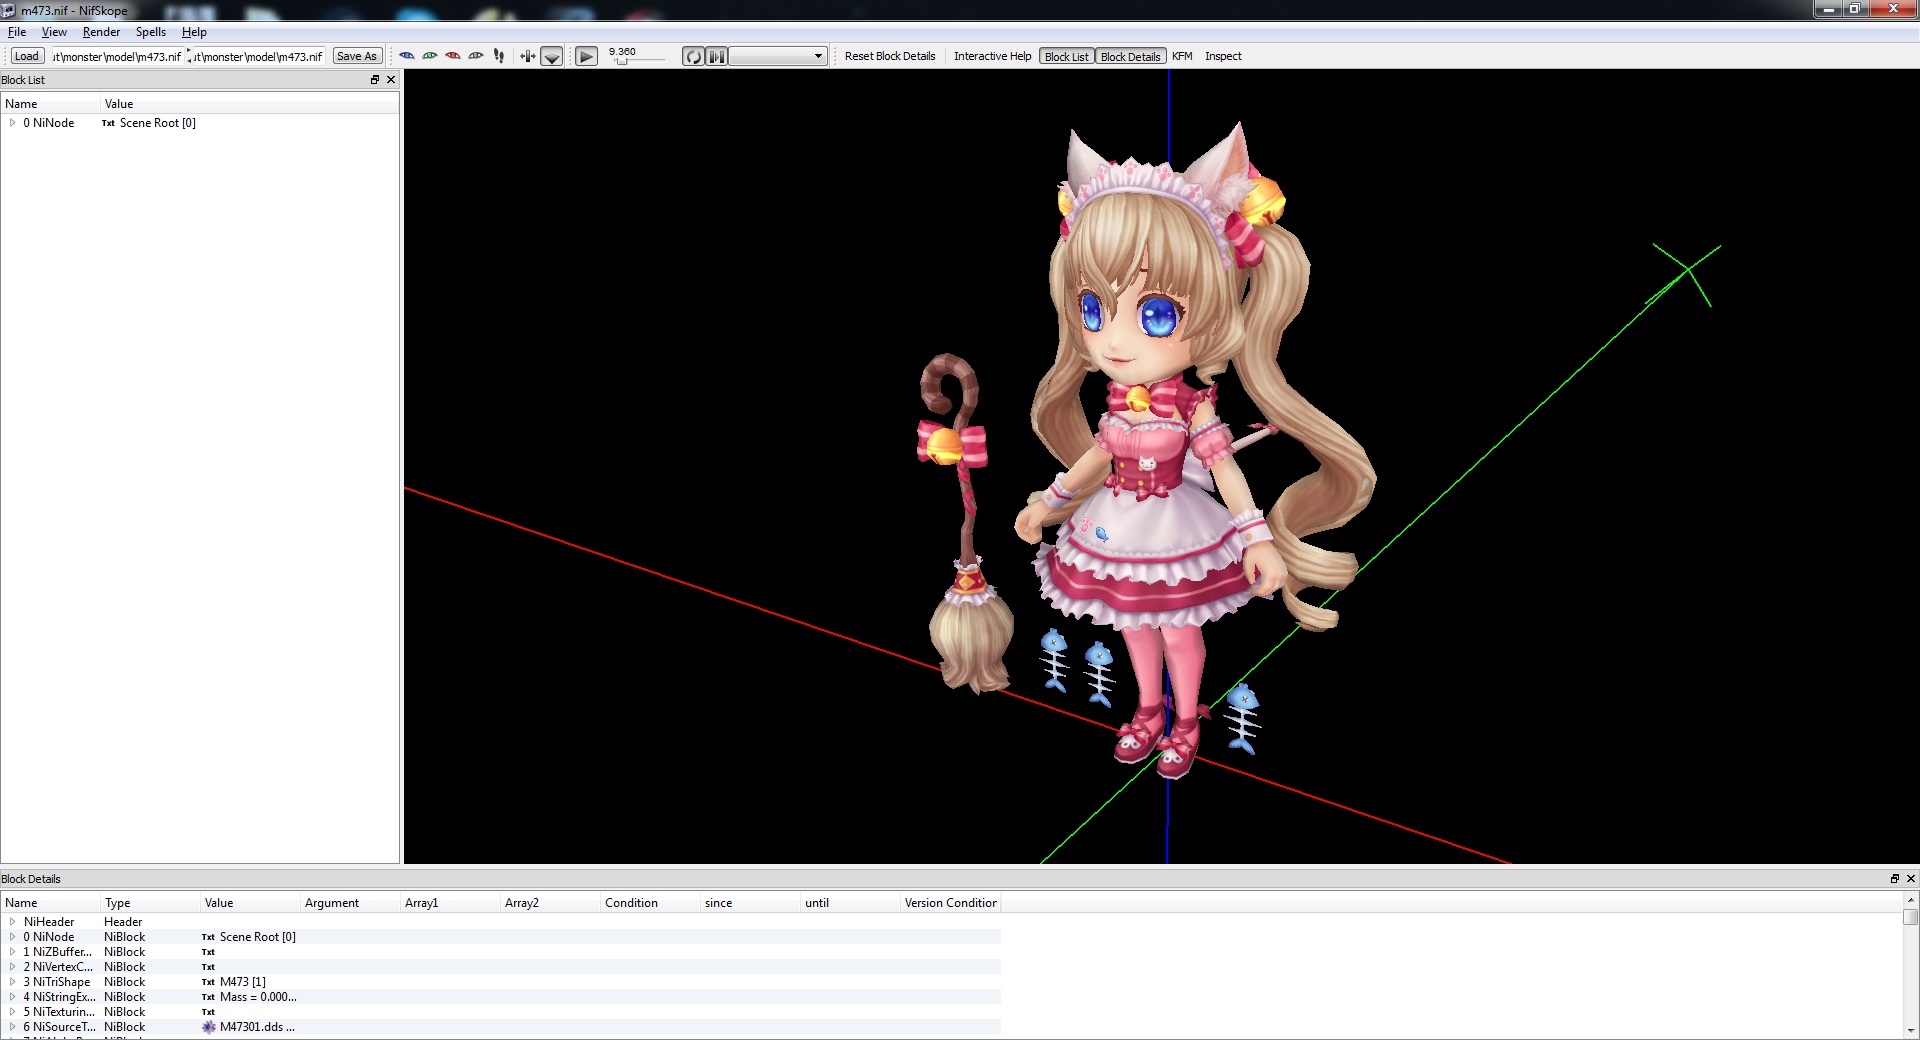 m473.nif - NifSkope
File View Render Spells Help
Load ut\monster\model\m473.nif ut\monster\model\m473.nif Save As 9.360 Reset Block Details Interactive Help Block List Block Details KFM Inspect
Block List
Name Value
0 NiNode Txt Scene Root [0]
Block Details
Name Type Value Argument Array1 Array2 Condition since until Version Condition
NiHeader Header
0 NiNode NiBlock Txt Scene Root [0]
1 NiZBuffer... NiBlock Txt
2 NiVertexC... NiBlock Txt
3 NiTriShape NiBlock Txt M473 [1]
4 NiStringEx... NiBlock Txt Mass = 0.000...
5 NiTexturin... NiBlock Txt
6 NiSourceT... NiBlock M47301.dds ...